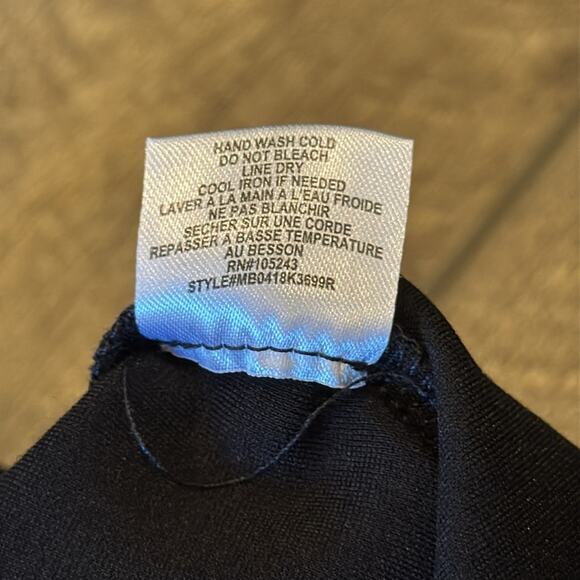 HAND WASH COLD
DO NOT BLEACH
LINE DRY
COOL IRON IF NEEDED
LAVER A LA MAIN A L'EAU FROIDE
NE PAS BLANCHIR
SECHER SUR UNE CORDE
REPASSER A BASSE TEMPERATURE
AU BESSON
RN#105243
STYLE#MB0418K3699R